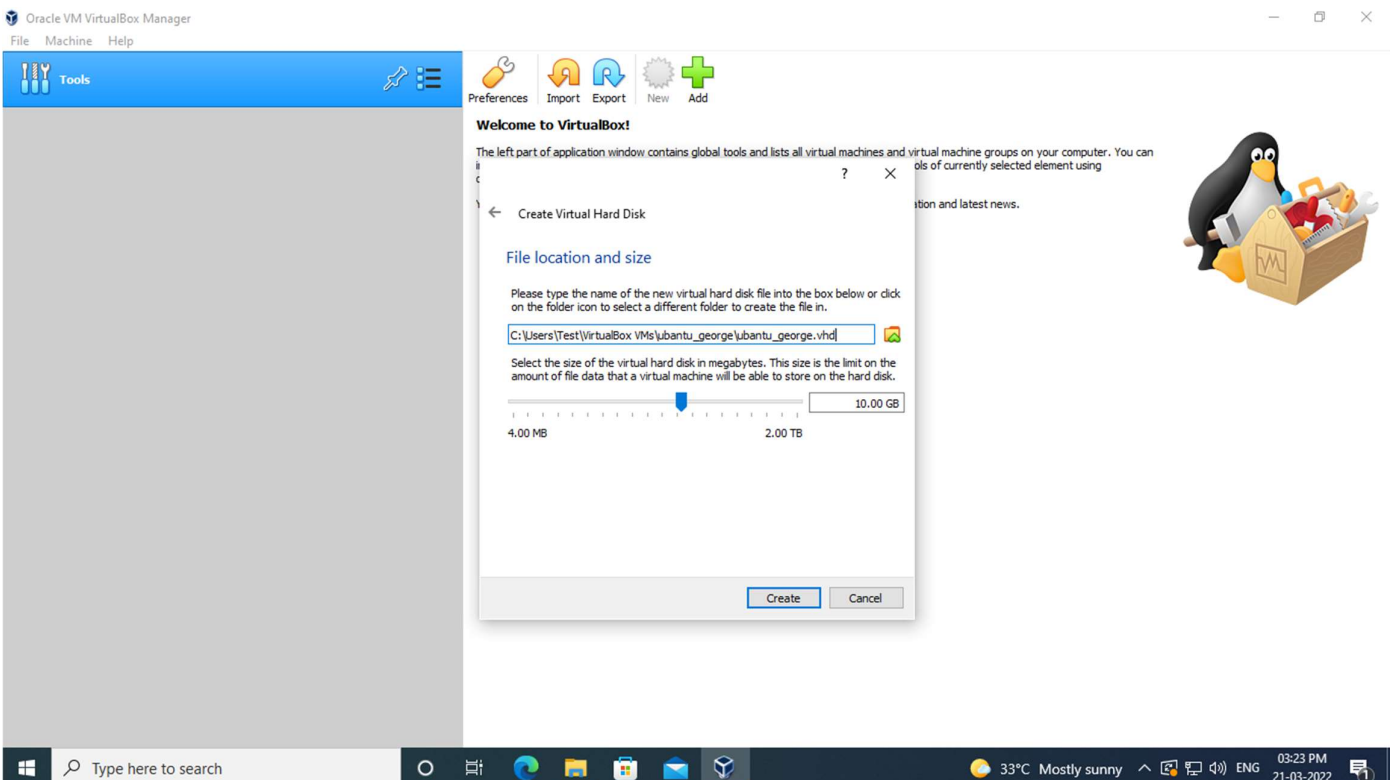 Oracle VM VirtualBox Manager
File Machine Help
Tools
Preferences Import Export New Add
Welcome to VirtualBox!
The left part of application window contains global tools and lists all virtual machines and virtual machine groups on your computer. You can
ols of currently selected element using
ation and latest news.
?
Create Virtual Hard Disk
File location and size
Please type the name of the new virtual hard disk file into the box below or click
on the folder icon to select a different folder to create the file in.
C:\Users\Test\VirtualBox VMs\ubantu_george\ubantu_george.vhd
Select the size of the virtual hard disk in megabytes. This size is the limit on the
amount of file data that a virtual machine will be able to store on the hard disk.
10.00 GB
4.00 MB 2.00 TB
Create Cancel
Type here to search
33°C Mostly sunny ENG 03:23 PM
21-03-2022
1